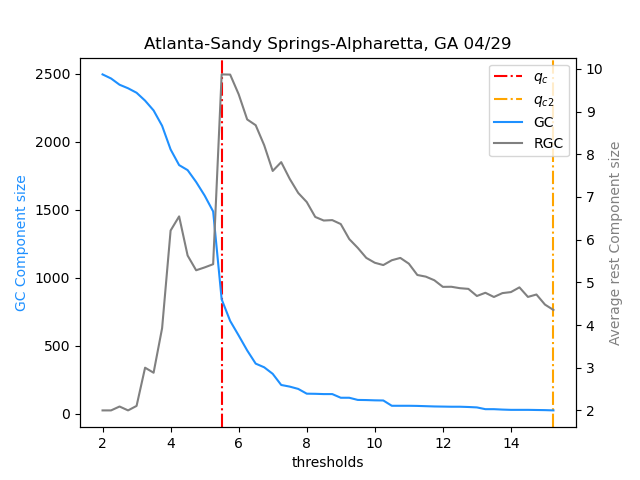 Atlanta-Sandy Springs-Alpharetta, GA 04/29
2500
2000
1500
1000
500
0
GC Component size
10
9
8
7
6
5
4
3
2
Average rest Component size
q_c
q_c2
GC
RGC
2 4 6 8 10 12 14
thresholds